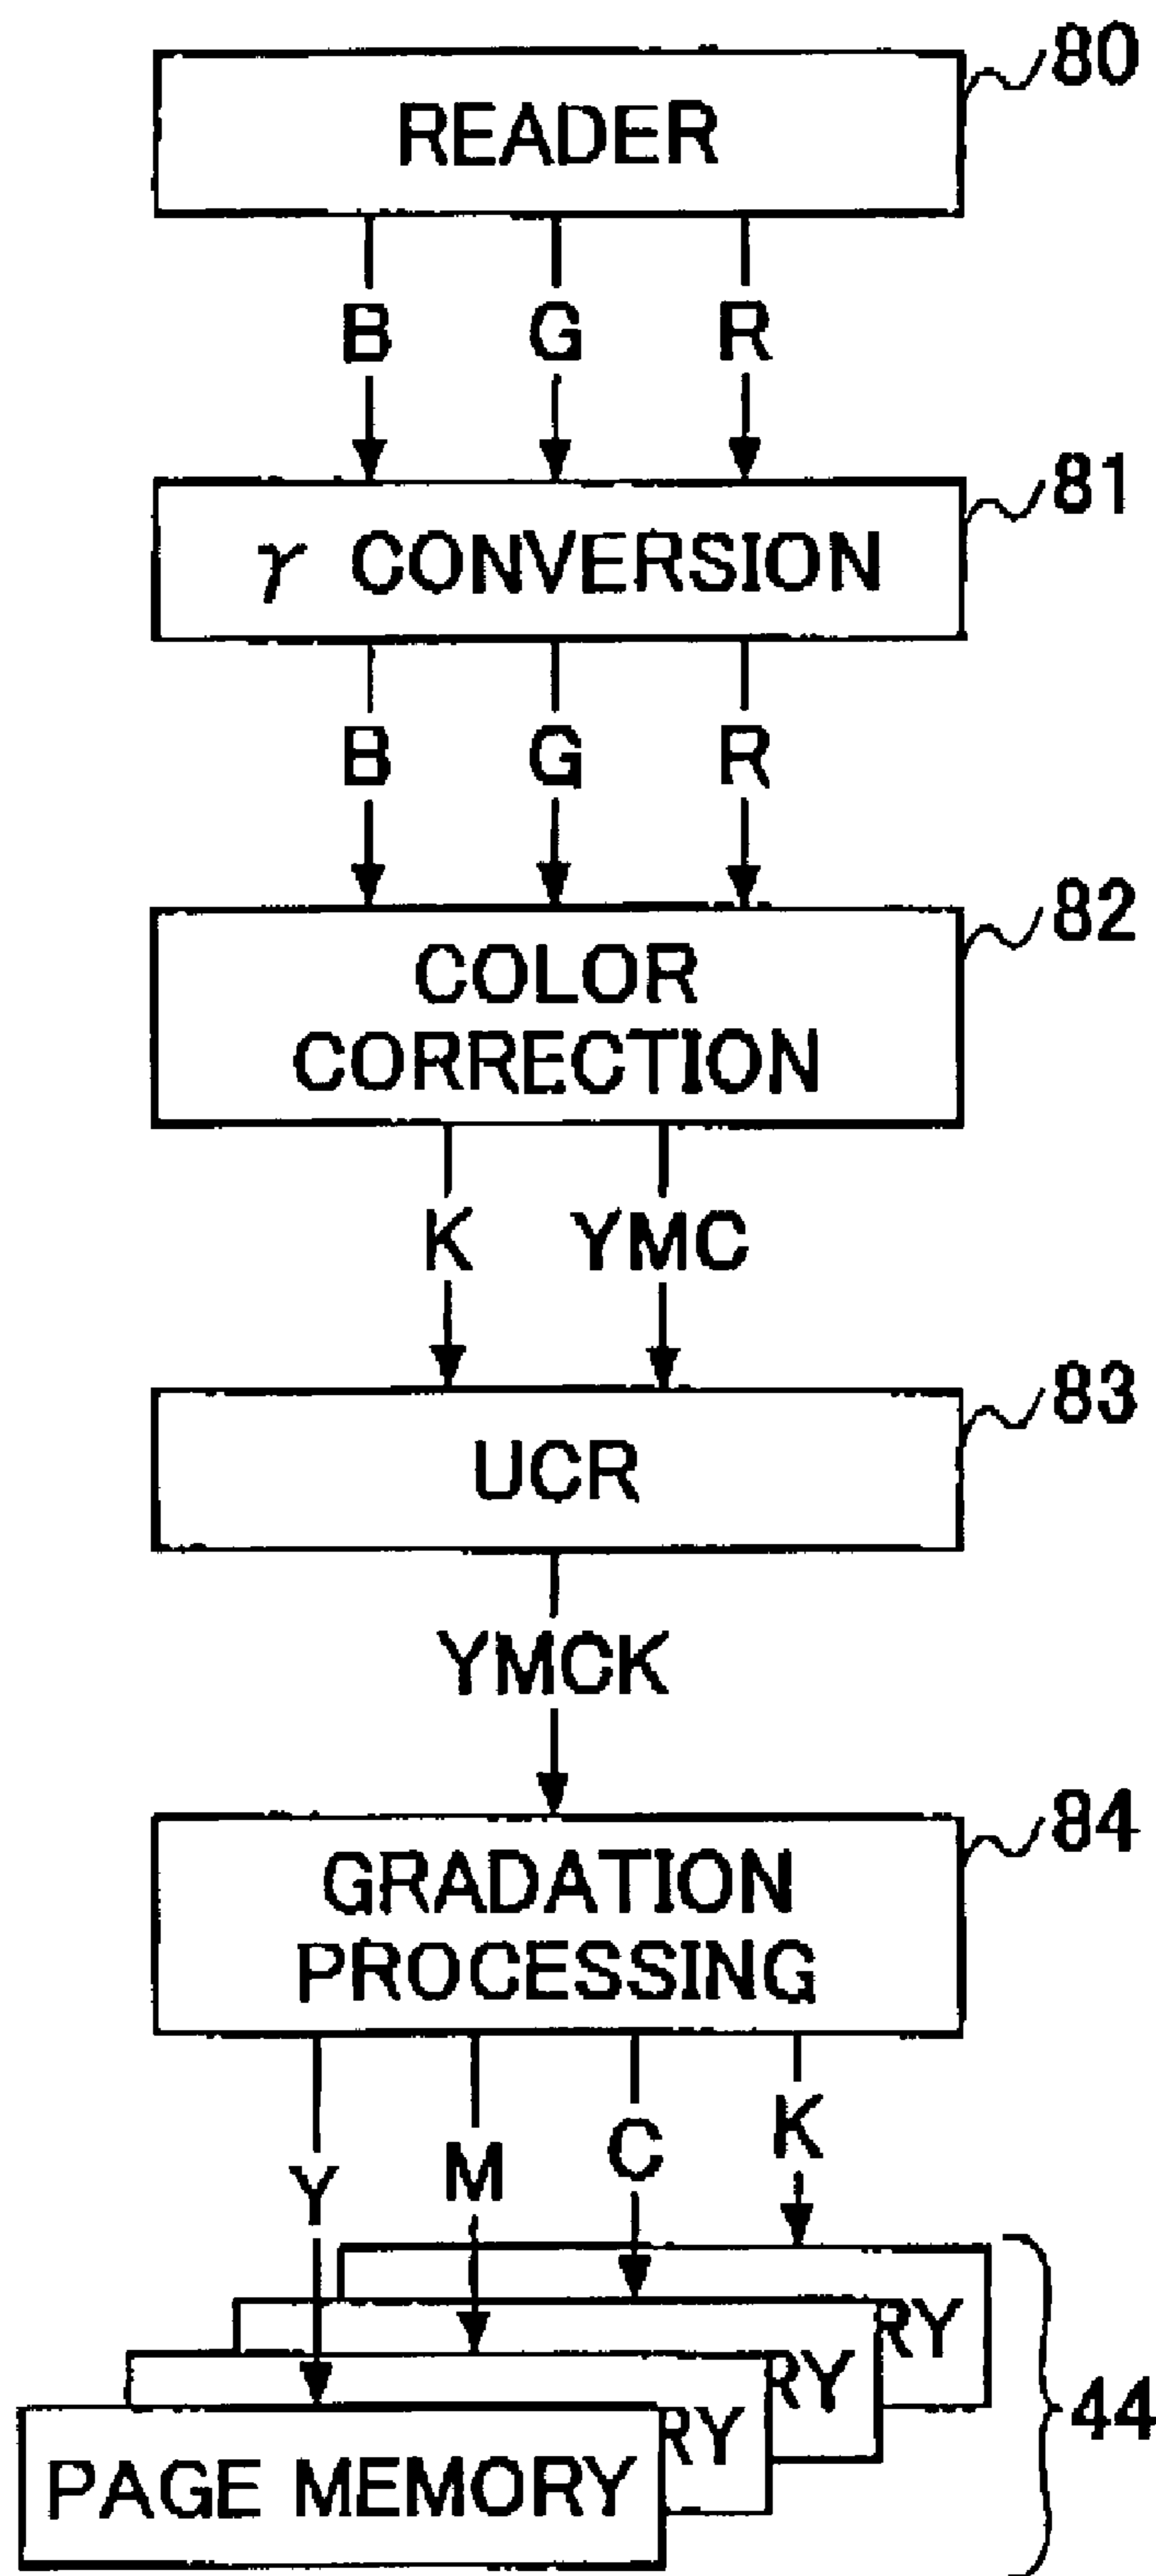 80
READER
B G R
81
γ CONVERSION
B G R
82
COLOR
CORRECTION
K YMC
83
UCR
YMCK
84
GRADATION
PROCESSING
Y M C K
RY
RY
RY
PAGE MEMORY
44